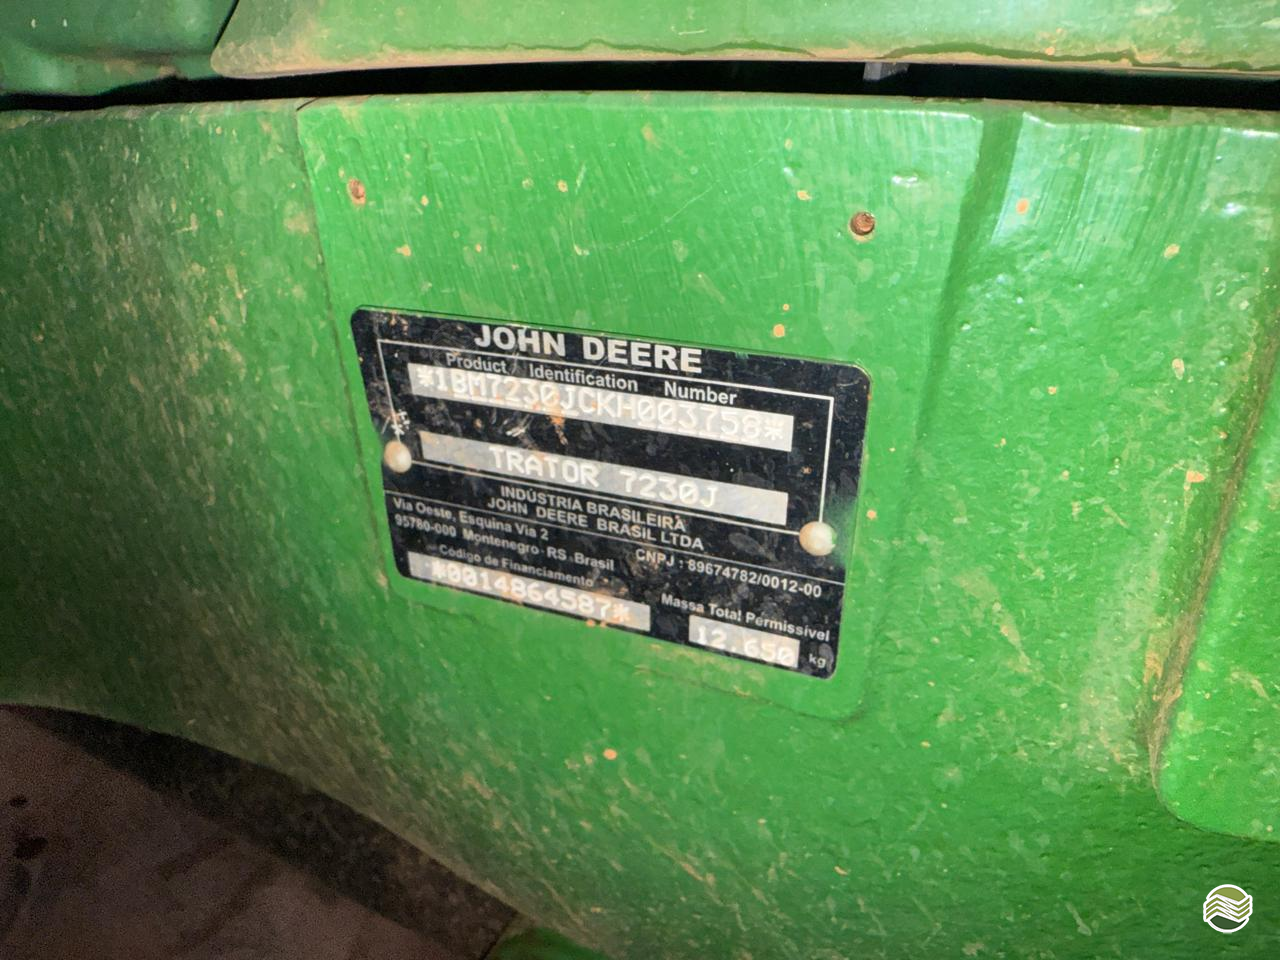 JOHN DEERE
Product Identification Number
*1BM7230JCKH003758*
TRATOR 7230J
INDÚSTRIA BRASILEIRA
JOHN DEERE BRASIL LTDA
Via Oeste, Esquina Via 2
95780-000 Montenegro - RS - Brasil
CNPJ : 89674782/0012-00
Código de Financiamento
*0014864587*
Massa Total Permissível
12.650 kg